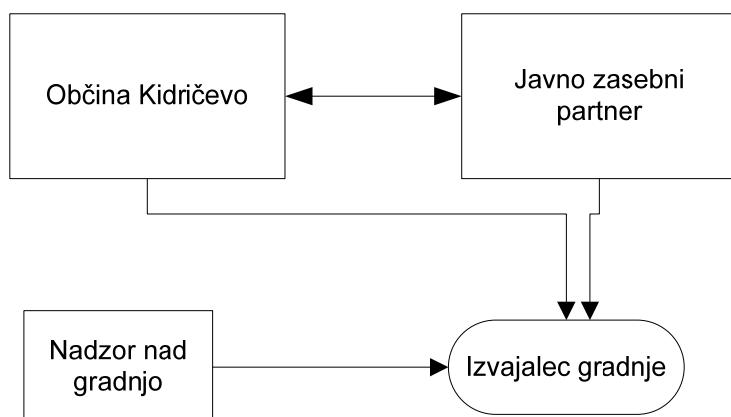 Občina Kidričevo
Javno zasebni
partner
Nadzor nad
gradnjo
Izvajalec gradnje